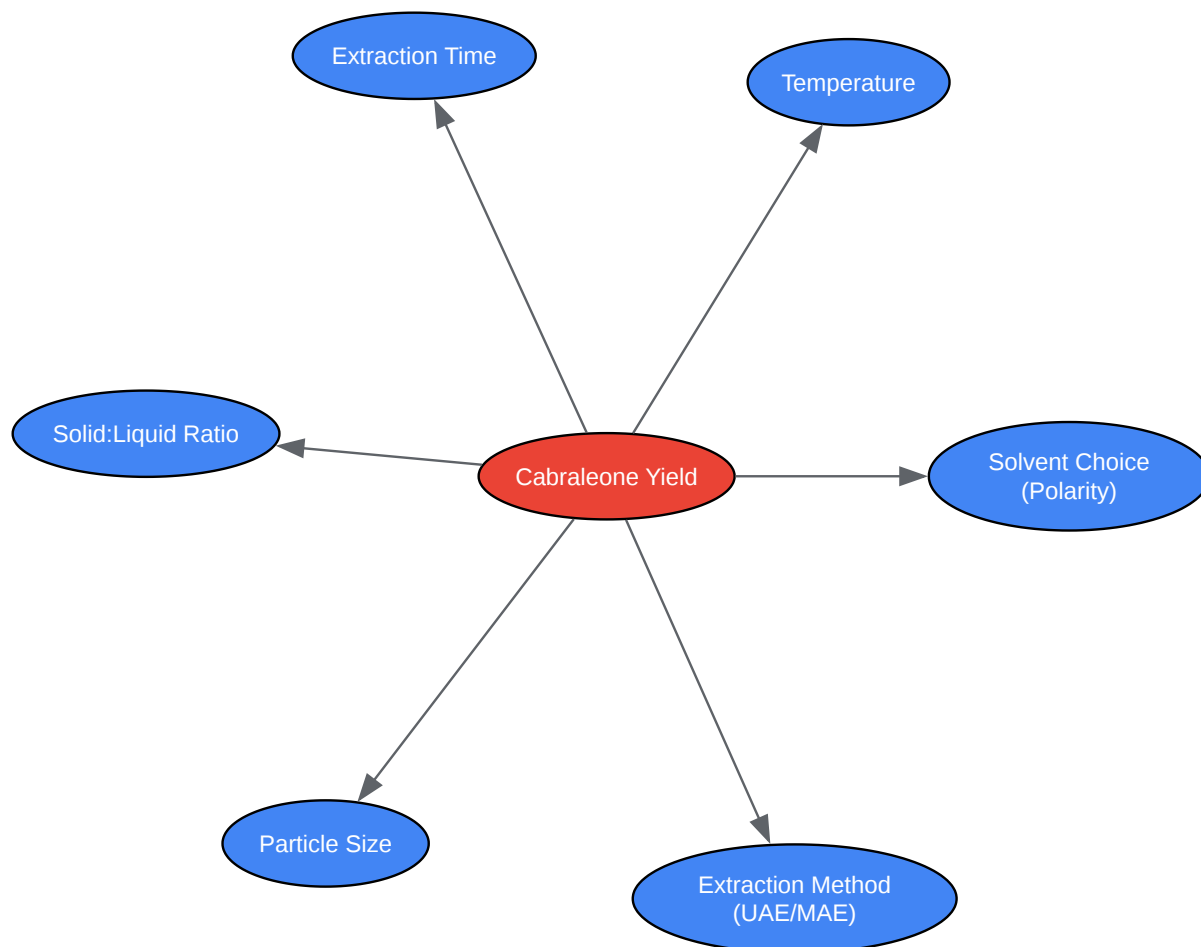 Extraction Time
Temperature
Solid:Liquid Ratio
Cabraleone Yield
Solvent Choice
(Polarity)
Particle Size
Extraction Method
(UAE/MAE)